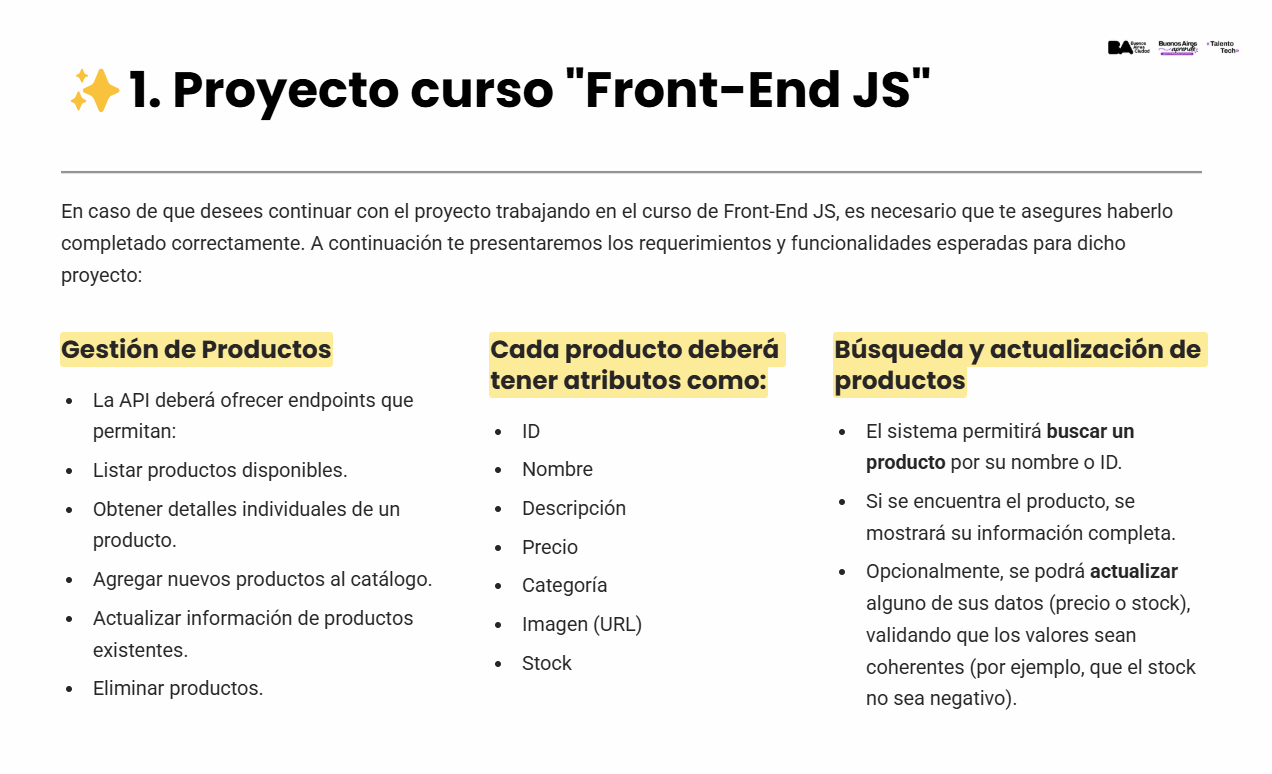 BA Buenos Aires Ciudad
Buenos Aires aprende
Talento Tech
1. Proyecto curso "Front-End JS"
En caso de que desees continuar con el proyecto trabajando en el curso de Front-End JS, es necesario que te asegures haberlo
completado correctamente. A continuación te presentaremos los requerimientos y funcionalidades esperadas para dicho
proyecto:
Gestión de Productos
• La API deberá ofrecer endpoints que
permitan:
• Listar productos disponibles.
• Obtener detalles individuales de un
producto.
• Agregar nuevos productos al catálogo.
• Actualizar información de productos
existentes.
• Eliminar productos.
Cada producto deberá
tener atributos como:
• ID
• Nombre
• Descripción
• Precio
• Categoría
• Imagen (URL)
• Stock
Búsqueda y actualización de
productos
• El sistema permitirá buscar un
producto por su nombre o ID.
• Si se encuentra el producto, se
mostrará su información completa.
• Opcionalmente, se podrá actualizar
alguno de sus datos (precio o stock),
validando que los valores sean
coherentes (por ejemplo, que el stock
no sea negativo).